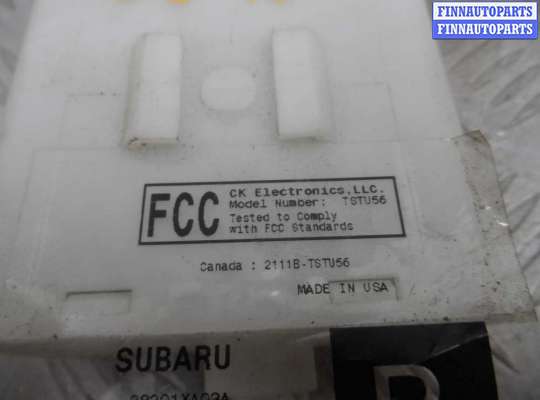 FINNAUTOPARTS
FINNAUTOPARTS
FCC
CK Electronics,LLC.
Model Number: TSTU56
Tested to Comply
with FCC Standards
Canada : 2111B-TSTU56
MADE IN USA
SUBARU